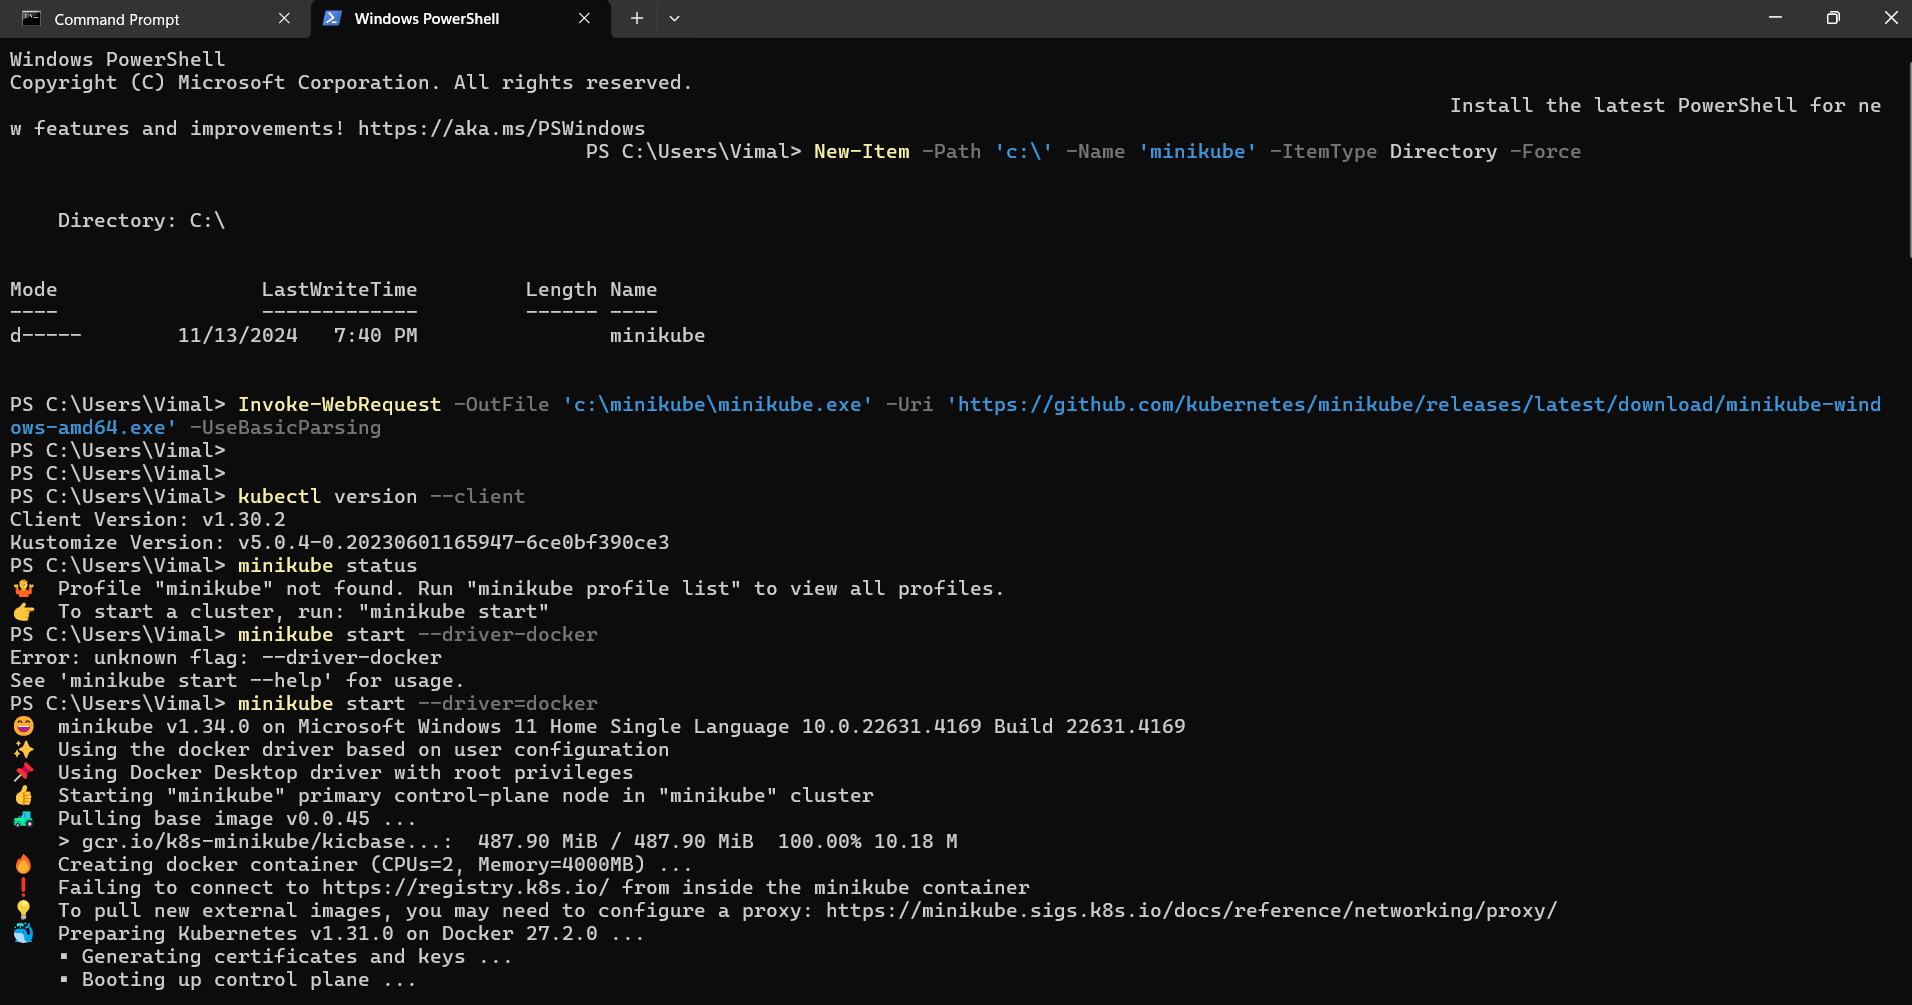 Command Prompt
Windows PowerShell
Windows PowerShell
Copyright (C) Microsoft Corporation. All rights reserved.
Install the latest PowerShell for ne
w features and improvements! https://aka.ms/PSWindows
PS C:\Users\Vimal> New-Item -Path 'c:\' -Name 'minikube' -ItemType Directory -Force
Directory: C:\
Mode LastWriteTime Length Name
---- ------------- ------ ----
d----- 11/13/2024 7:40 PM minikube
PS C:\Users\Vimal> Invoke-WebRequest -OutFile 'c:\minikube\minikube.exe' -Uri 'https://github.com/kubernetes/minikube/releases/latest/download/minikube-wind
ows-amd64.exe' -UseBasicParsing
PS C:\Users\Vimal>
PS C:\Users\Vimal>
PS C:\Users\Vimal> kubectl version --client
Client Version: v1.30.2
Kustomize Version: v5.0.4-0.20230601165947-6ce0bf390ce3
PS C:\Users\Vimal> minikube status
🤷 Profile "minikube" not found. Run "minikube profile list" to view all profiles.
👉 To start a cluster, run: "minikube start"
PS C:\Users\Vimal> minikube start --driver-docker
Error: unknown flag: --driver-docker
See 'minikube start --help' for usage.
PS C:\Users\Vimal> minikube start --driver=docker
😄 minikube v1.34.0 on Microsoft Windows 11 Home Single Language 10.0.22631.4169 Build 22631.4169
✨ Using the docker driver based on user configuration
📌 Using Docker Desktop driver with root privileges
👍 Starting "minikube" primary control-plane node in "minikube" cluster
🚜 Pulling base image v0.0.45 ...
> gcr.io/k8s-minikube/kicbase...: 487.90 MiB / 487.90 MiB 100.00% 10.18 M
🔥 Creating docker container (CPUs=2, Memory=4000MB) ...
❗ Failing to connect to https://registry.k8s.io/ from inside the minikube container
💡 To pull new external images, you may need to configure a proxy: https://minikube.sigs.k8s.io/docs/reference/networking/proxy/
🐳 Preparing Kubernetes v1.31.0 on Docker 27.2.0 ...
▪ Generating certificates and keys ...
▪ Booting up control plane ...